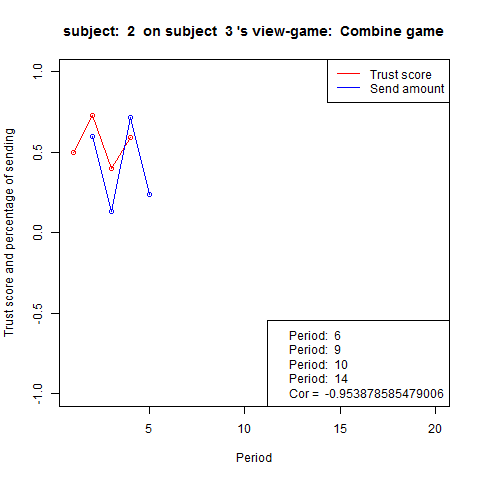 subject:  2  on subject  3 's view-game:  Combine game
Trust score
Send amount
Trust score and percentage of sending
1.0
0.5
0.0
-0.5
-1.0
Period:  6
Period:  9
Period:  10
Period:  14
Cor =  -0.953878585479006
5
10
15
20
Period